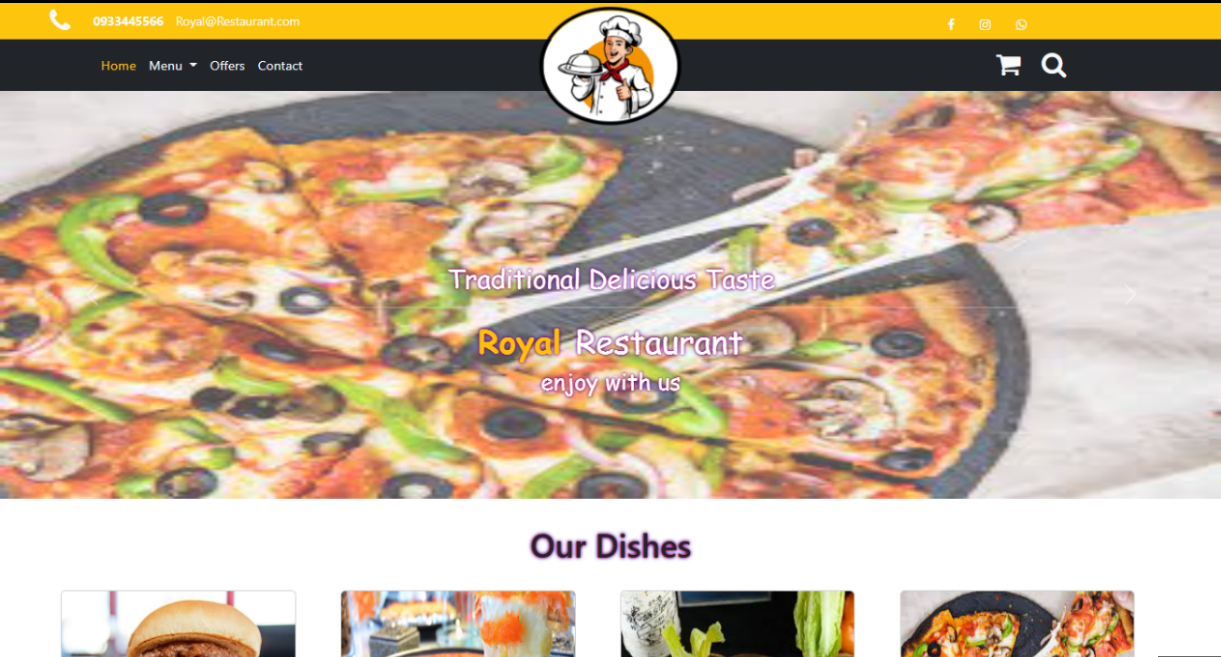 0933445566 Royal@Restaurant.com
Home Menu Offers Contact
Traditional Delicious Taste
Royal Restaurant
enjoy with us
Our Dishes